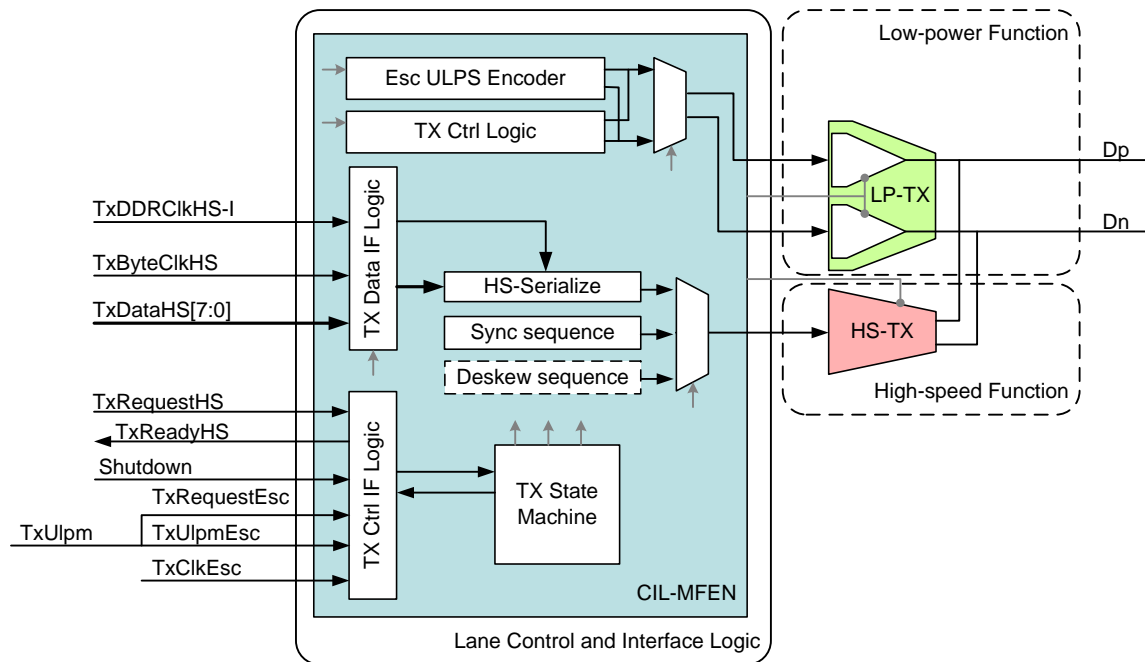 Low-power Function
Esc ULPS Encoder
TX Ctrl Logic
Dp
LP-TX
Dn
TxDDRClkHS-I
TxByteClkHS
TxDataHS[7:0]
TX Data IF Logic
HS-Serialize
Sync sequence
Deskew sequence
HS-TX
High-speed Function
TxRequestHS
TxReadyHS
Shutdown
TxRequestEsc
TxUlpm
TxUlpmEsc
TxClkEsc
TX Ctrl IF Logic
TX State
Machine
CIL-MFEN
Lane Control and Interface Logic